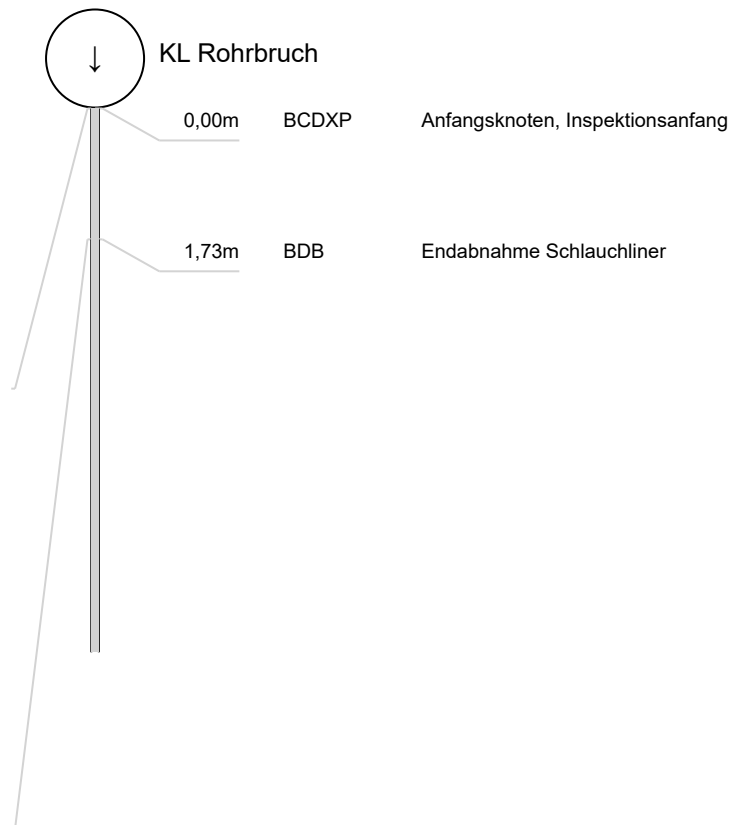 ↓ KL Rohrbruch
0,00m BCDXP Anfangsknoten, Inspektionsanfang
1,73m BDB Endabnahme Schlauchliner